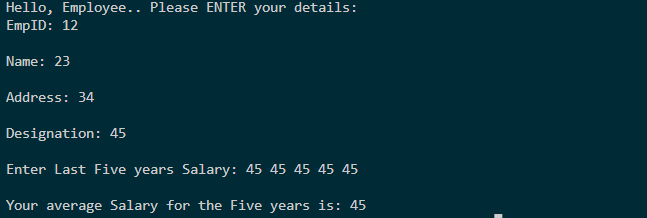 Hello, Employee.. Please ENTER your details:
EmpID: 12
Name: 23
Address: 34
Designation: 45
Enter Last Five years Salary: 45 45 45 45 45
Your average Salary for the Five years is: 45